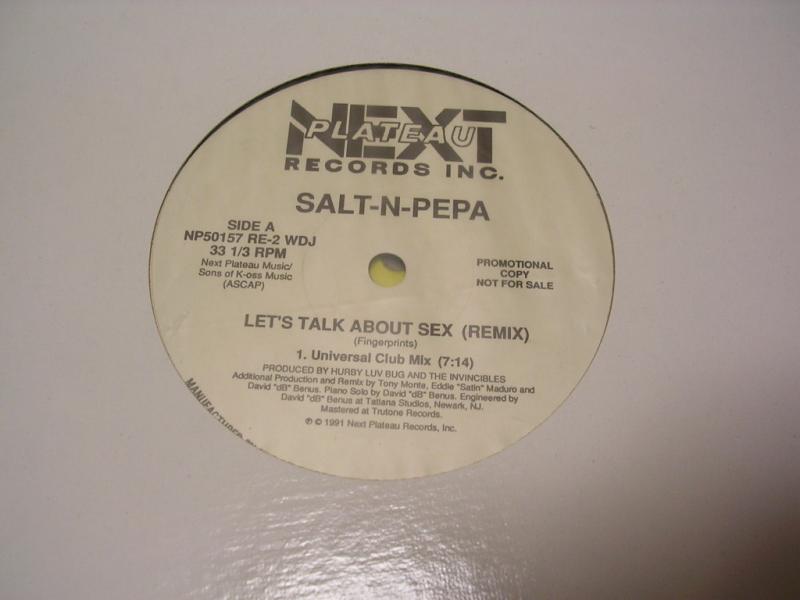 NEXT
PLATEAU
RECORDS INC.
SALT-N-PEPA
SIDE A
NP50157 RE-2 WDJ
33 1/3 RPM
Next Plateau Music/
Sons of K-oss Music
(ASCAP)
PROMOTIONAL
COPY
NOT FOR SALE
LET'S TALK ABOUT SEX (REMIX)
(Fingerprints)
1. Universal Club Mix (7:14)
PRODUCED BY HURBY LUV BUG AND THE INVINCIBLES
Additional Production and Remix by Tony Monte, Eddie "Satin" Maduro and
David "dB" Benus. Piano Solo by David "dB" Benus. Engineered by
David "dB" Benus at Tatiana Studios, Newark, NJ.
Mastered at Trutone Records.
℗ © 1991 Next Plateau Records, Inc.
MANUFACTURED